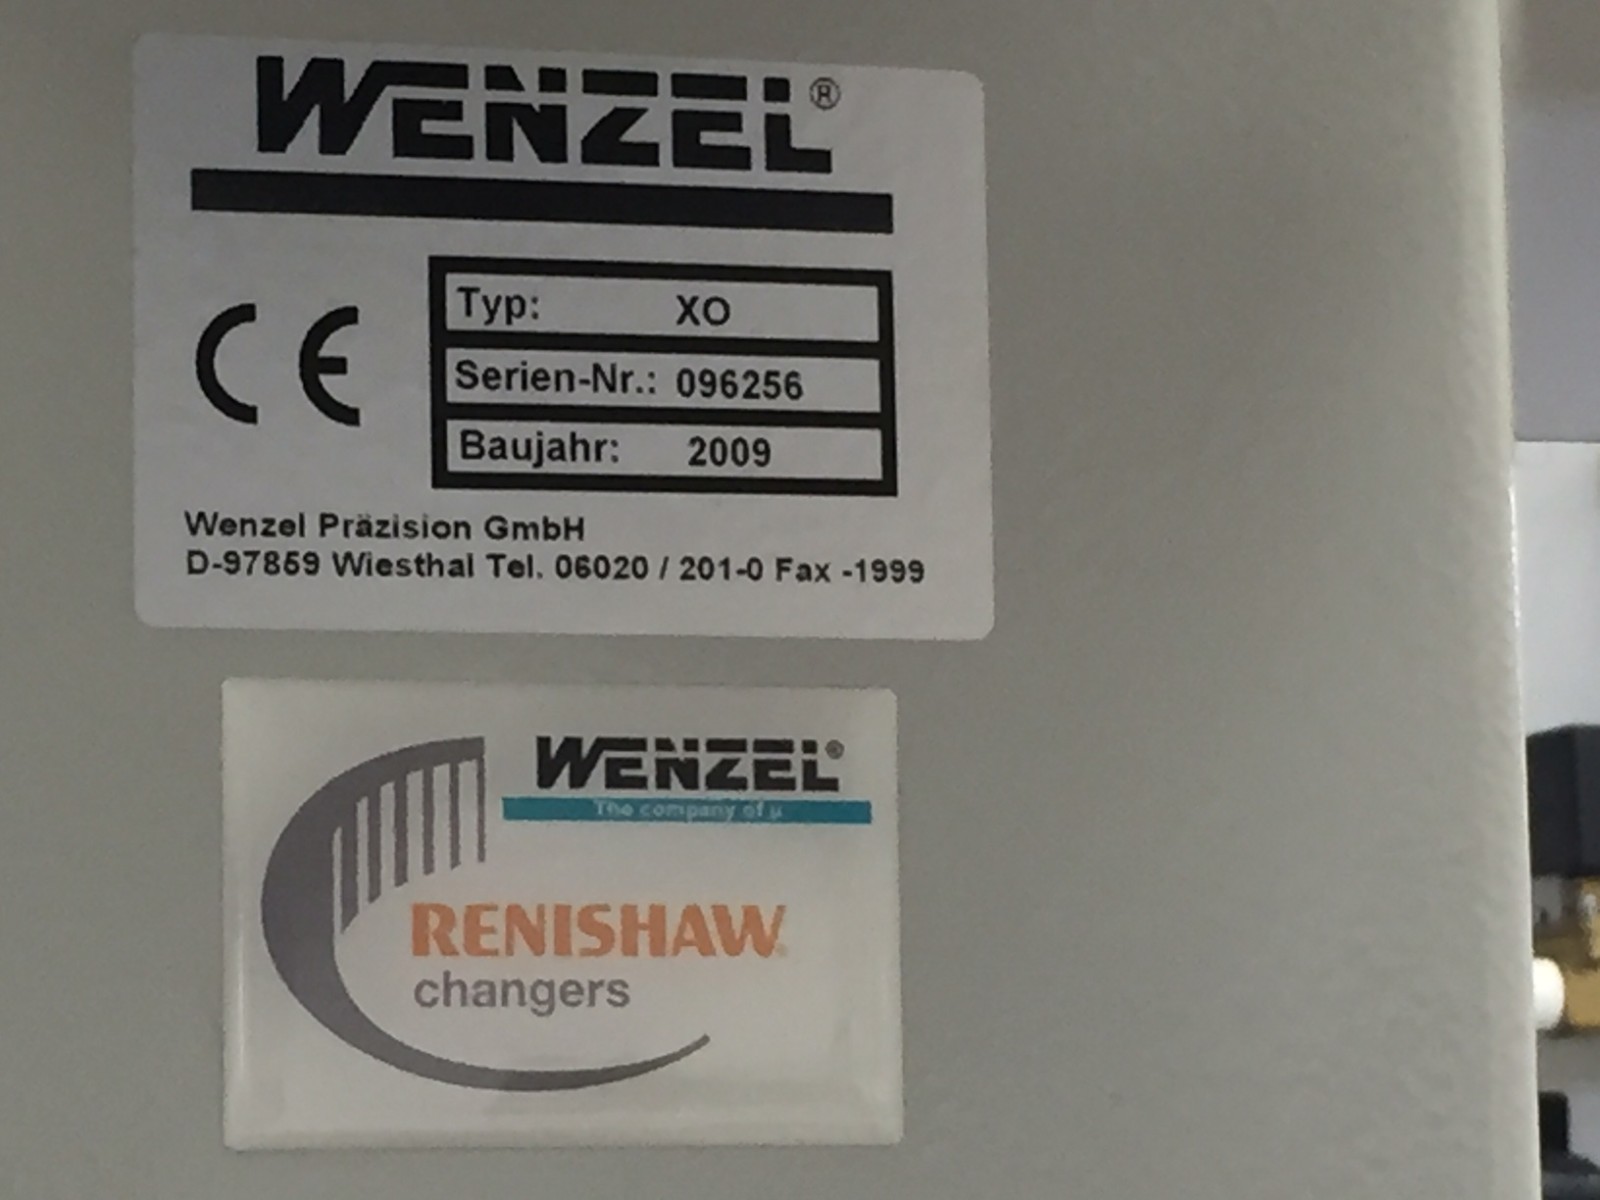 WENZEL®
CE
Typ: XO
Serien-Nr.: 096256
Baujahr: 2009
Wenzel Präzision GmbH
D-97859 Wiesthal Tel. 06020 / 201-0 Fax -1999
WENZEL®
The company of µ
RENISHAW
changers